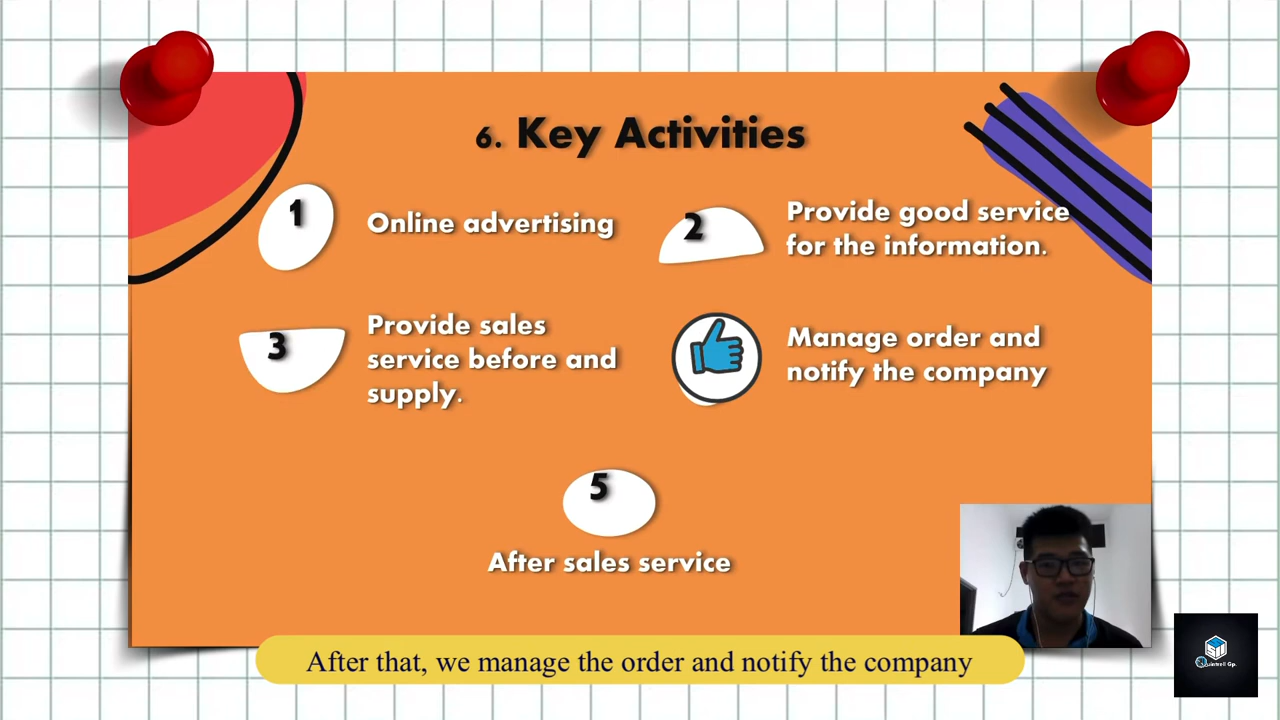 6. Key Activities
1
Online advertising
2
Provide good service
for the information.
3
Provide sales
service before and
supply.
Manage order and
notify the company
5
After sales service
After that, we manage the order and notify the company